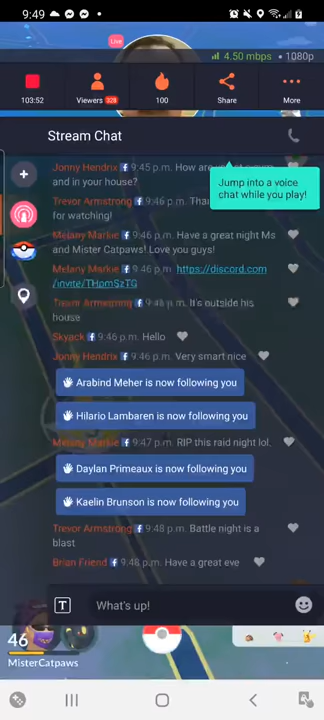 9:49
Live
4.50 mbps • 1080p
103:52
Viewers 328
100
Share
More
Stream Chat
Jump into a voice
chat while you play!
Jonny Hendrix 9:45 p.m. How are
and in your house?
Trevor Armstrong 9:46 p.m.
for watching!
Melany Markie 9:46 p.m. Have a great night Ms
and Mister Catpaws! Love you guys!
Melany Markie 9:46 p.m. https://discord.com
/invite/THpmSzTG
Trevor Armstrong 9:46 p.m. It's outside his
house
Skyjack 9:46 p.m. Hello
Jonny Hendrix 9:46 p.m. Very smart nice
Arabind Meher is now following you
Hilario Lambaren is now following you
Melany Markie 9:47 p.m. RIP this raid night lol.
Daylan Primeaux is now following you
Kaelin Brunson is now following you
Trevor Armstrong 9:48 p.m. Battle night is a
blast
Brian Friend 9:48 p.m. Have a great eve
T What's up!
46
MisterCatpaws